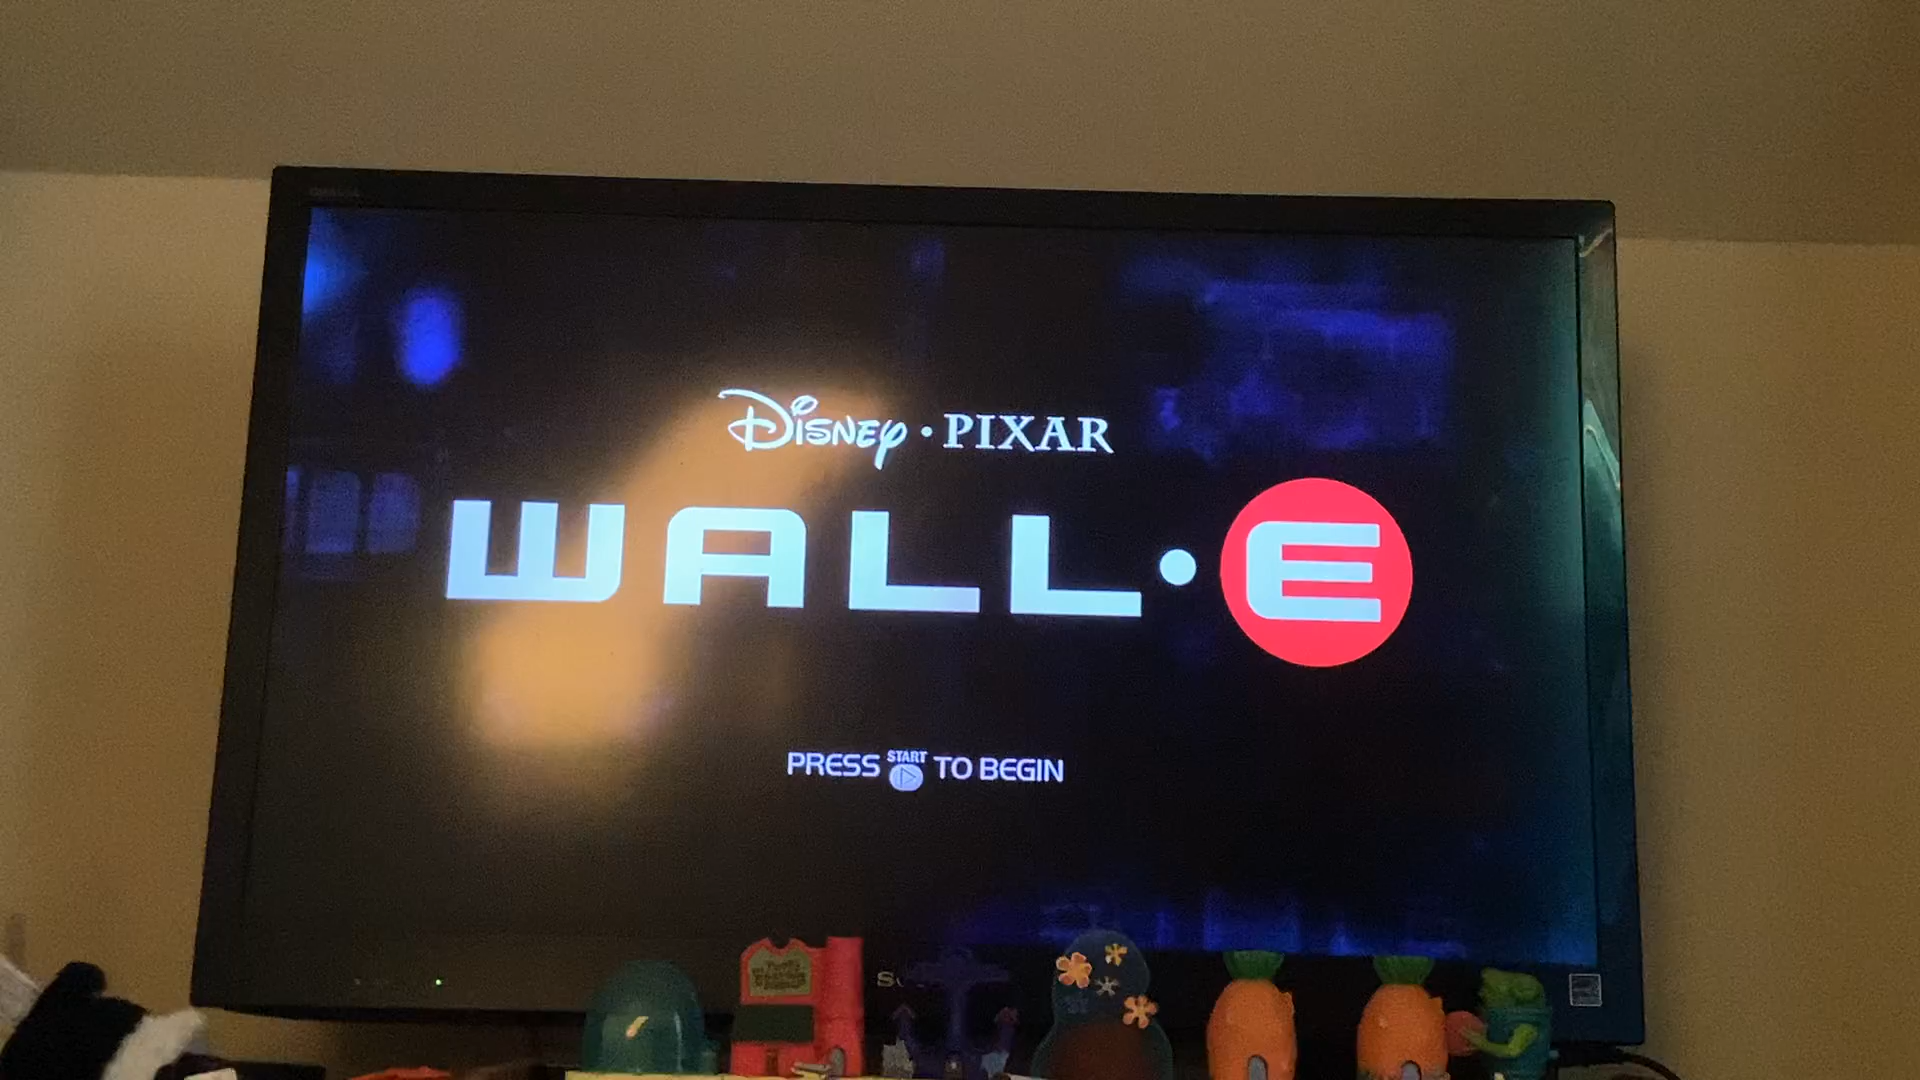 DISNEY · PIXAR
WALL·E
PRESS START TO BEGIN